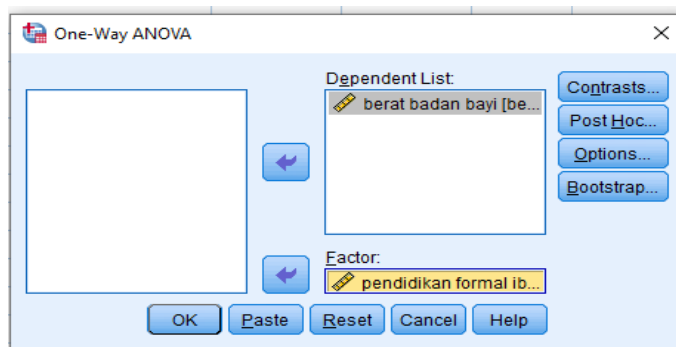 One-Way ANOVA
Dependent List:
berat badan bayi [be...
Contrasts...
Post Hoc...
Options...
Bootstrap...
Factor:
pendidikan formal ib...
OK Paste Reset Cancel Help